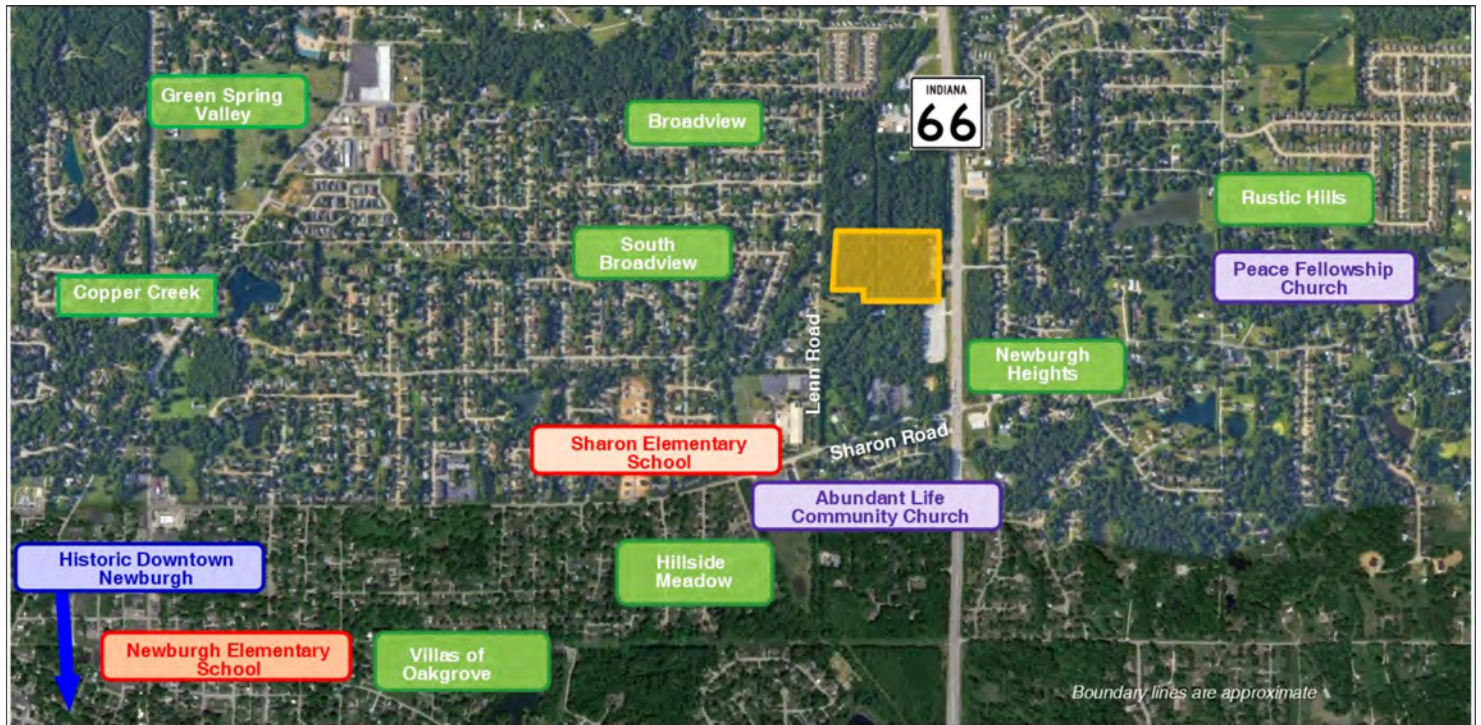 Green Spring
Valley
Broadview
INDIANA
66
Rustic Hills
South
Broadview
Peace Fellowship
Church
Copper Creek
Lenn Road
Newburgh
Heights
Sharon Road
Sharon Elementary
School
Abundant Life
Community Church
Historic Downtown
Newburgh
Hillside
Meadow
Newburgh Elementary
School
Villas of
Oakgrove
Boundary lines are approximate